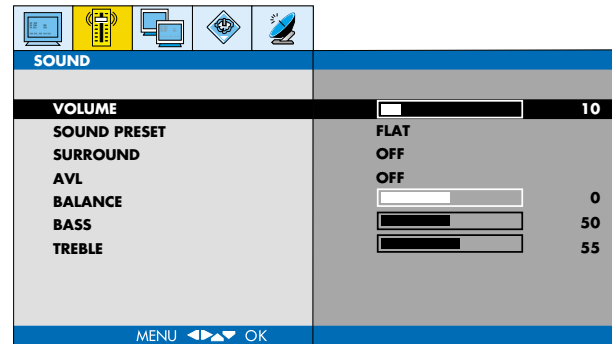 SOUND
VOLUME 10
SOUND PRESET FLAT
SURROUND OFF
AVL OFF
BALANCE 0
BASS 50
TREBLE 55
MENU ◀▶▲▼ OK